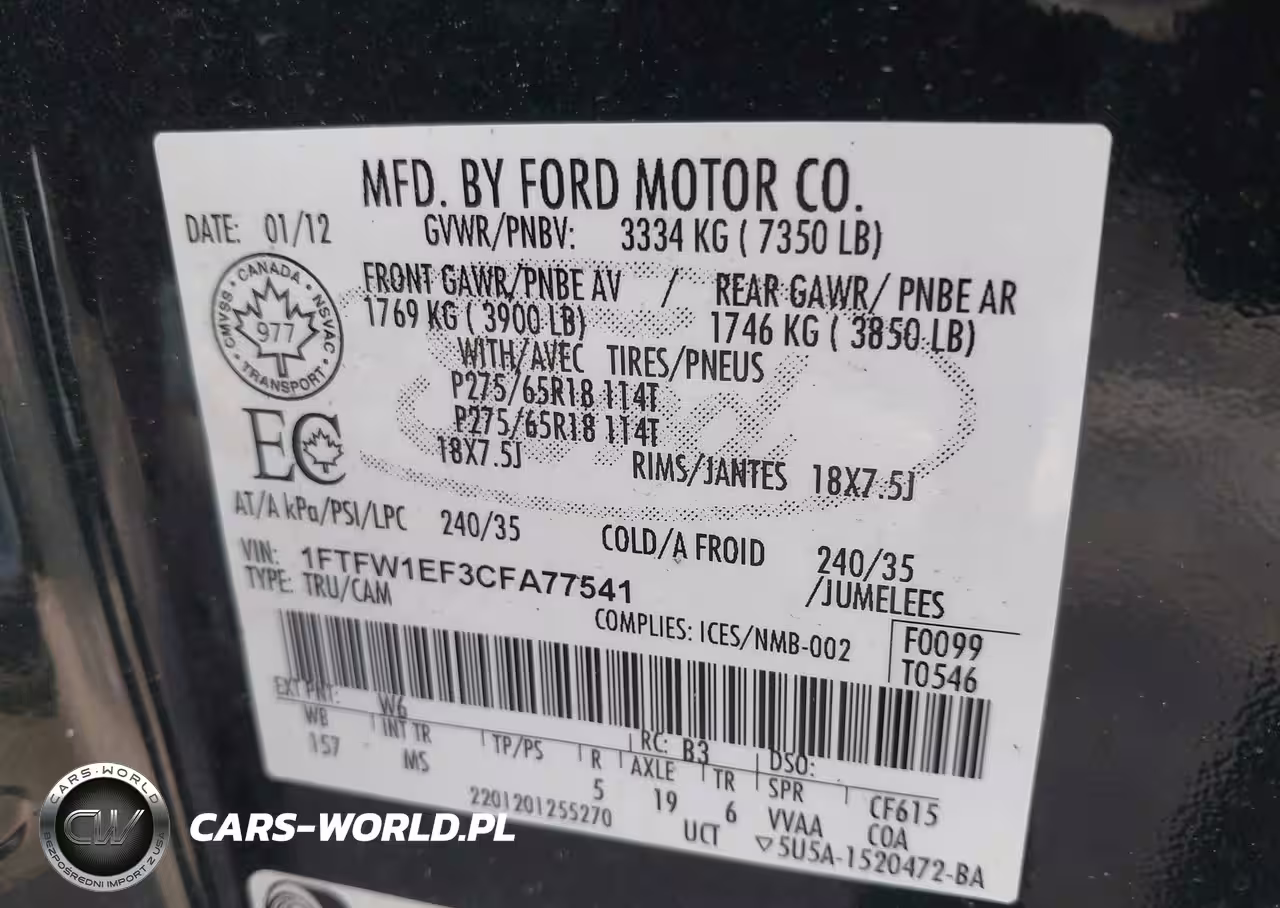 MFD. BY FORD MOTOR CO.
DATE: 01/12 GVWR/PNBV: 3334 KG ( 7350 LB)
FRONT GAWR/PNBE AV / REAR GAWR/ PNBE AR
1769 KG ( 3900 LB) 1746 KG ( 3850 LB)
WITH/AVEC TIRES/PNEUS
P275/65R18 114T
P275/65R18 114T
18X7.5J RIMS/JANTES 18X7.5J
CANADA
CMVSS 977 NSVAC
TRANSPORT
EC
AT/A kPa/PSI/LPC 240/35 COLD/A FROID 240/35
VIN: 1FTFW1EF3CFA77541 /JUMELEES
TYPE: TRU/CAM
COMPLIES: ICES/NMB-002 F0099
T0546
EXT PNT: W6 RC: B3 DSO:
WB INT TR TP/PS R AXLE TR SPR CF615
157 MS 5 19 6 VVAA COA
2201201255270 UCT ▽5U5A-1520472-BA
CARS-WORLD
CW
BEZPOŚREDNI IMPORT Z USA
CARS-WORLD.PL